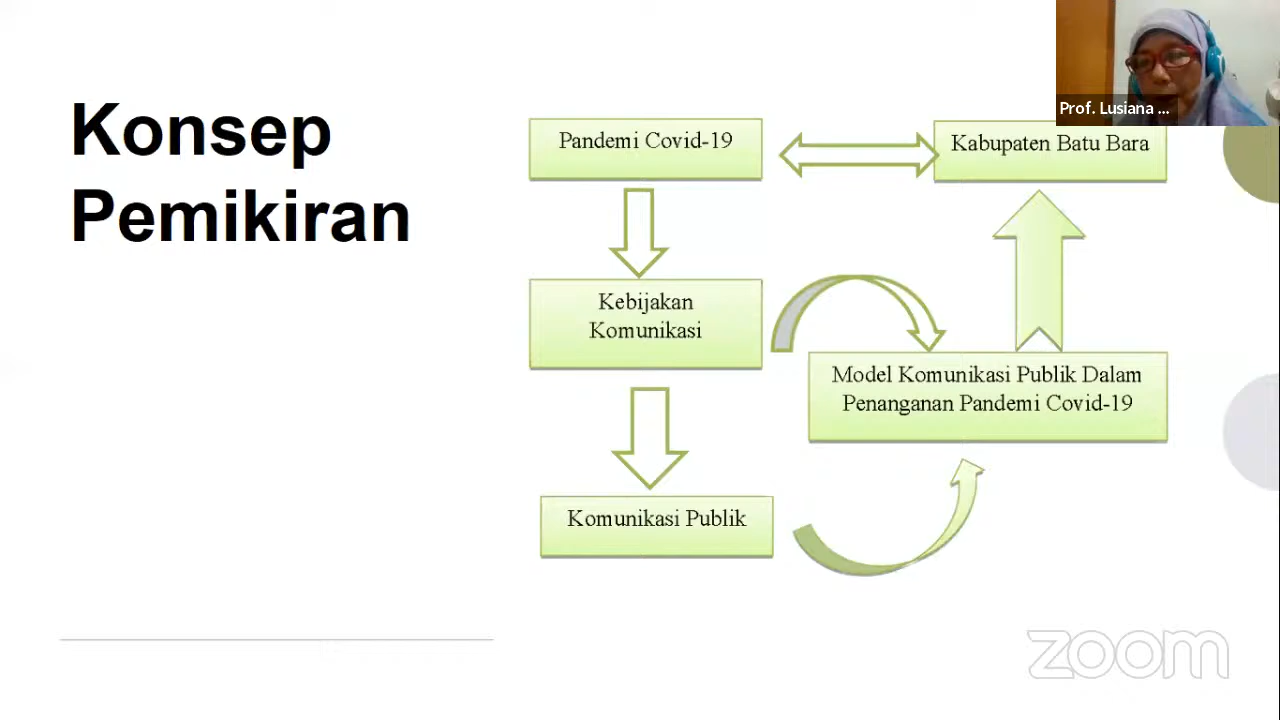 Konsep
Pemikiran
Pandemi Covid-19
Kabupaten Batu Bara
Kebijakan
Komunikasi
Model Komunikasi Publik Dalam
Penanganan Pandemi Covid-19
Komunikasi Publik
Prof. Lusiana ...
zoom